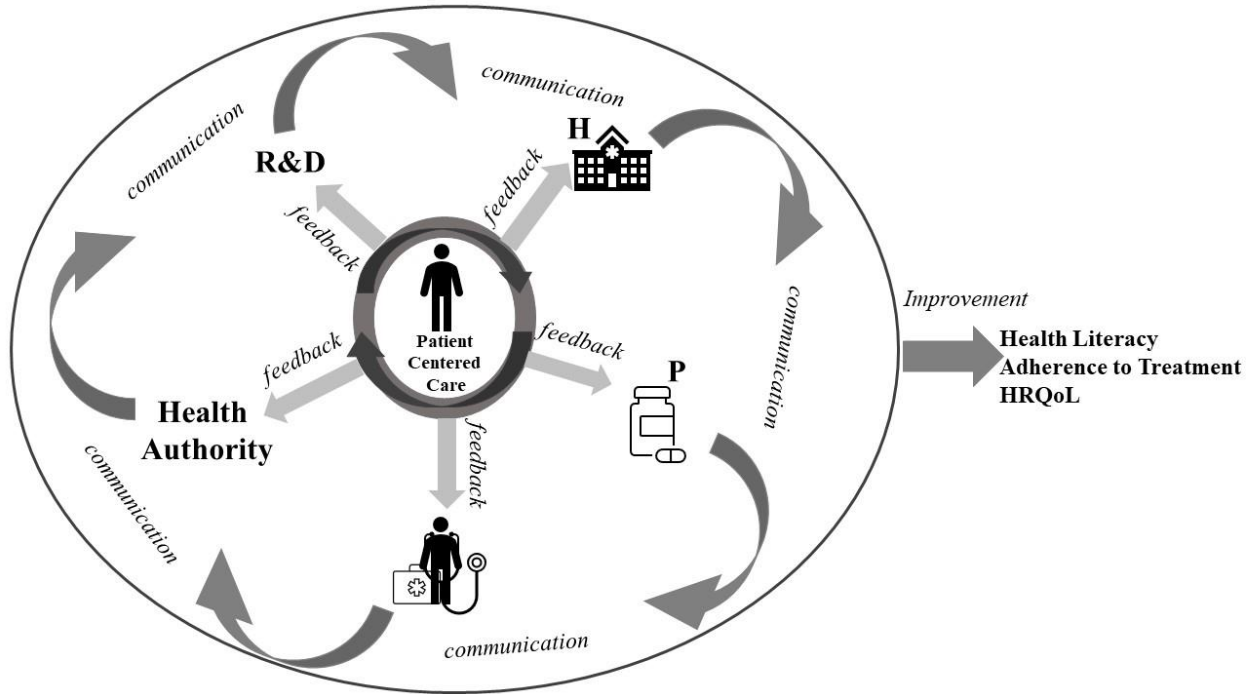 communication
communication
H
R&D
feedback
feedback
communication
Patient
Centered
Care
feedback
feedback
P
Health
Authority
feedback
communication
communication
Improvement
Health Literacy
Adherence to Treatment
HRQoL